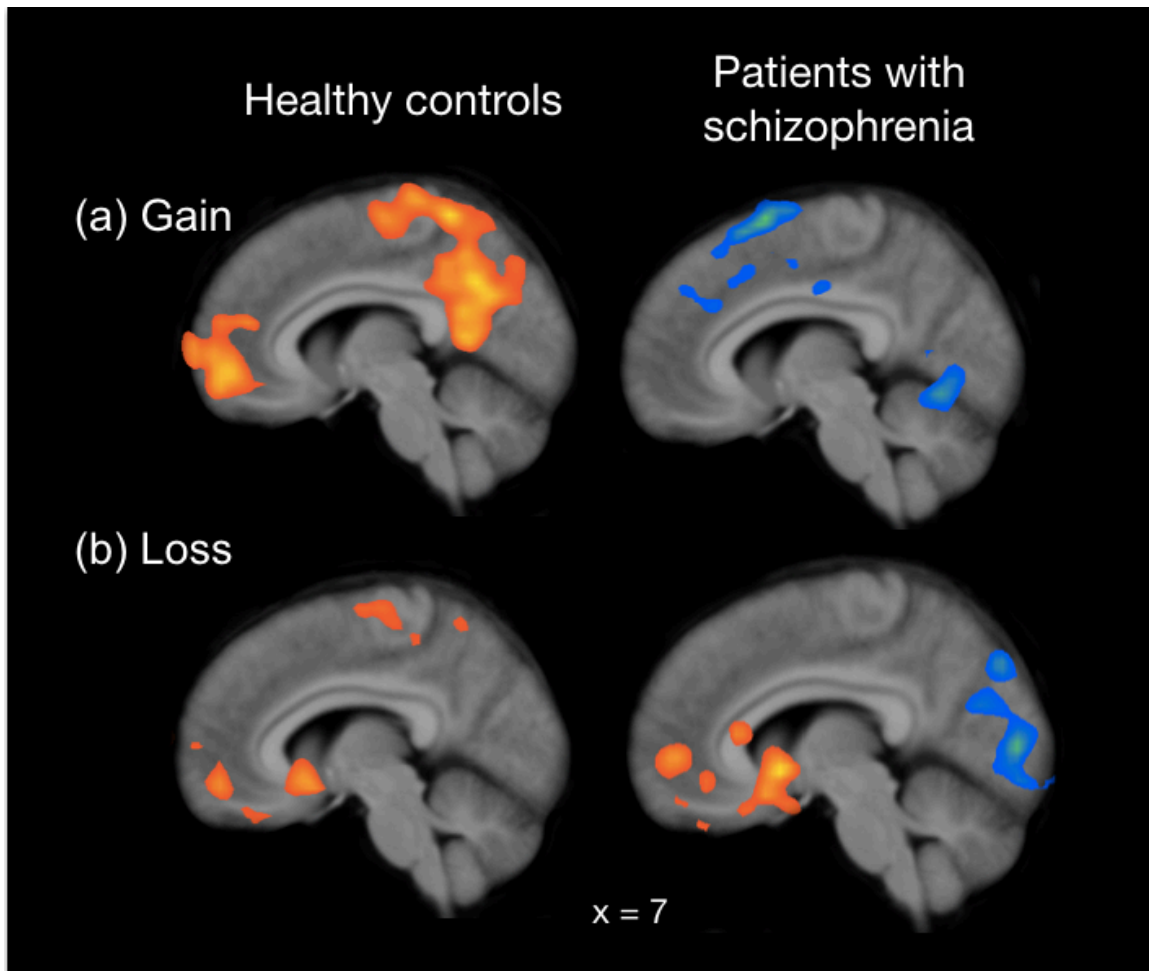 Healthy controls
Patients with
schizophrenia
(a) Gain
(b) Loss
x = 7